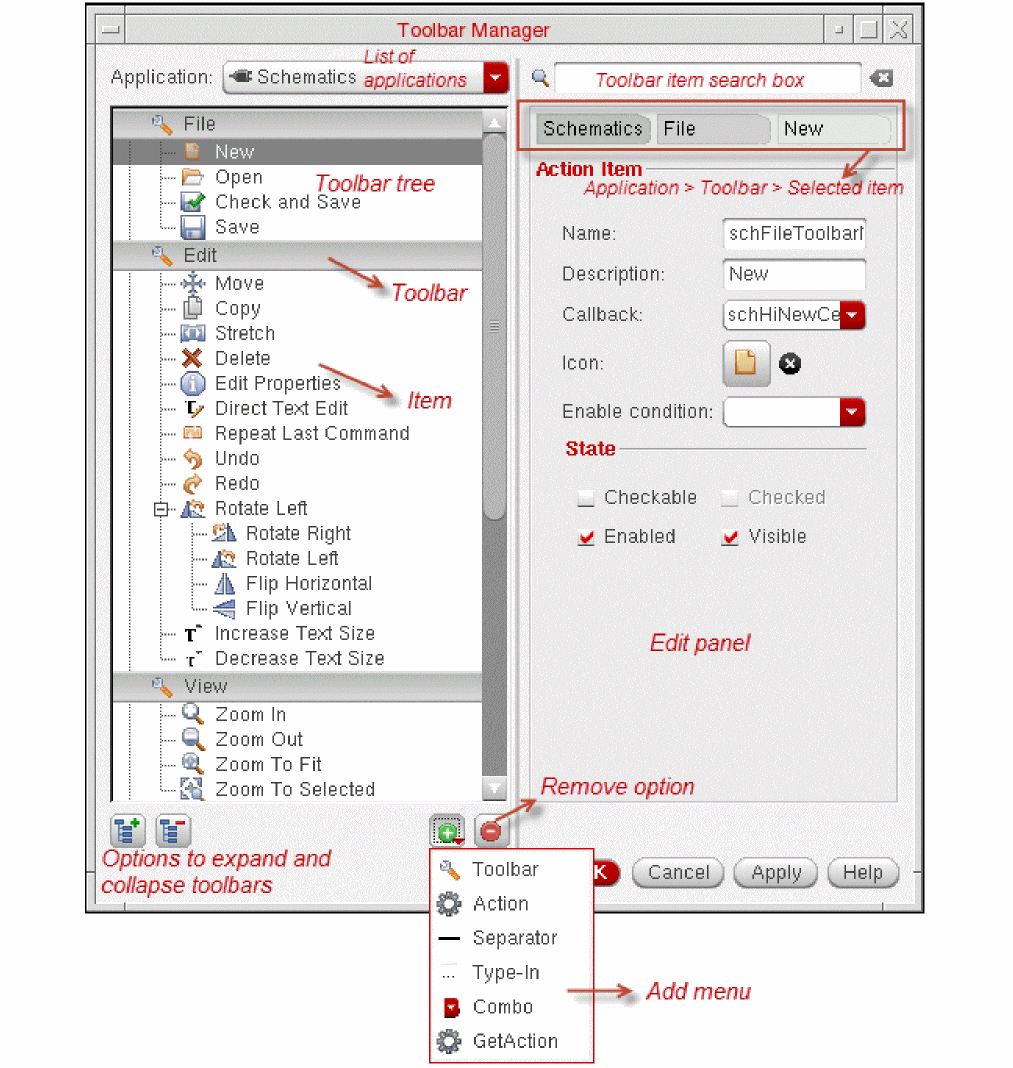 Toolbar Manager
Application: Schematics List of applications
Toolbar item search box
Schematics File New
Action Item
Application > Toolbar > Selected item
File
New
Open
Toolbar tree
Check and Save
Save
Edit
Move
Toolbar
Copy
Stretch
Delete
Edit Properties
Item
Direct Text Edit
Repeat Last Command
Undo
Redo
Rotate Left
Rotate Right
Rotate Left
Flip Horizontal
Flip Vertical
Increase Text Size
Decrease Text Size
View
Zoom In
Zoom Out
Zoom To Fit
Zoom To Selected
Name: schFileToolbar
Description: New
Callback: schHiNewCe
Icon:
Enable condition:
State
Checkable Checked
Enabled Visible
Edit panel
Remove option
Options to expand and
collapse toolbars
K Cancel Apply Help
Toolbar
Action
Separator
Type-In
Combo
GetAction
Add menu